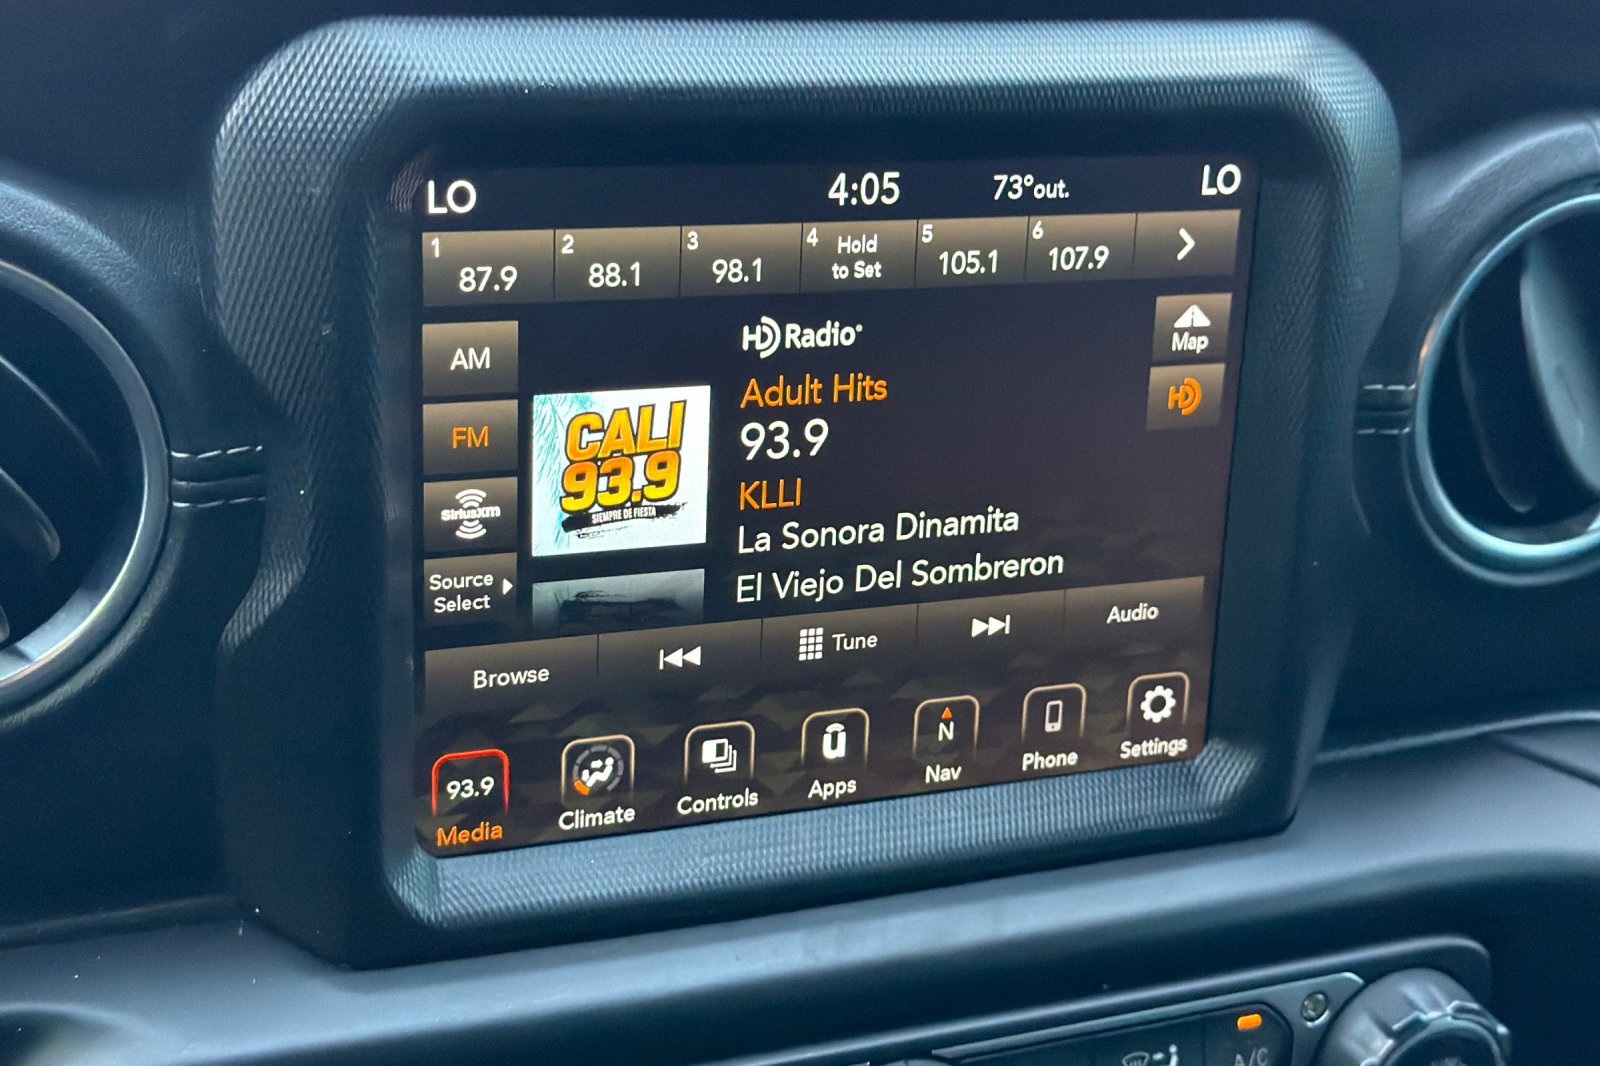 LO 4:05 73°out. LO
1 87.9 2 88.1 3 98.1 4 Hold to Set 5 105.1 6 107.9
HD Radio®
Map
AM
Adult Hits
HD
FM
CALI
93.9
SIEMPRE DE FIESTA
93.9
KLLI
SiriusXM
La Sonora Dinamita
El Viejo Del Sombreron
Source
Select
Browse Tune Audio
93.9
N
Media Climate Controls Apps Nav Phone Settings
A/C